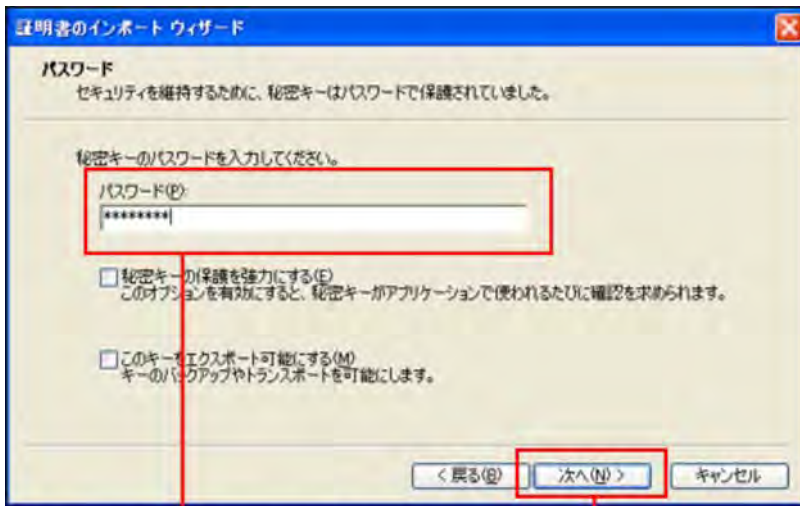 証明書のインポート ウィザード
パスワード
セキュリティを維持するために、秘密キーはパスワードで保護されていました。
秘密キーのパスワードを入力してください。
パスワード(P):
********
秘密キーの保護を強力にする(E)
このオプションを有効にすると、秘密キーがアプリケーションで使われるたびに確認を求められます。
このキーをエクスポート可能にする(M)
キーのバックアップやトランスポートを可能にします。
< 戻る(B) 次へ(N) > キャンセル